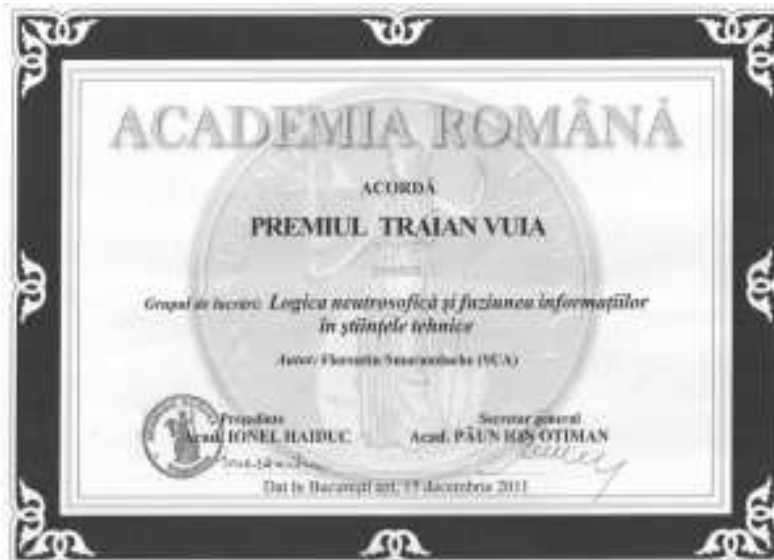 ACADEMIA ROMÂNĂ
ACORDĂ
PREMIUL TRAIAN VUIA
Grupul de lucrări: Logica neutrosofică și fuziunea informațiilor
în științele tehnice
Autor: Florentin Smarandache (SUA)
Președinte
Acad. IONEL HAIDUC
Secretar general
Acad. PĂUN ION OTIMAN
Dat în București azi, 15 decembrie 2011